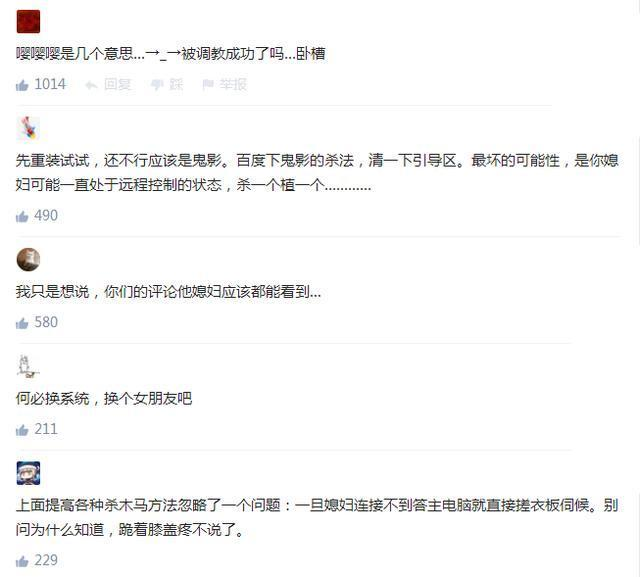 嘤嘤嘤是几个意思...→_→被调教成功了吗...卧槽
1014 回复 踩 举报
先重装试试，还不行应该是鬼影。百度下鬼影的杀法，清一下引导区。最坏的可能性，是你媳
妇可能一直处于远程控制的状态，杀一个植一个............
490
我只是想说，你们的评论他媳妇应该都能看到...
580
何必换系统，换个女朋友吧
211
上面提高各种杀木马方法忽略了一个问题：一旦媳妇连接不到答主电脑就直接搓衣板伺候。别
问为什么知道，跪着膝盖疼不说了。
229